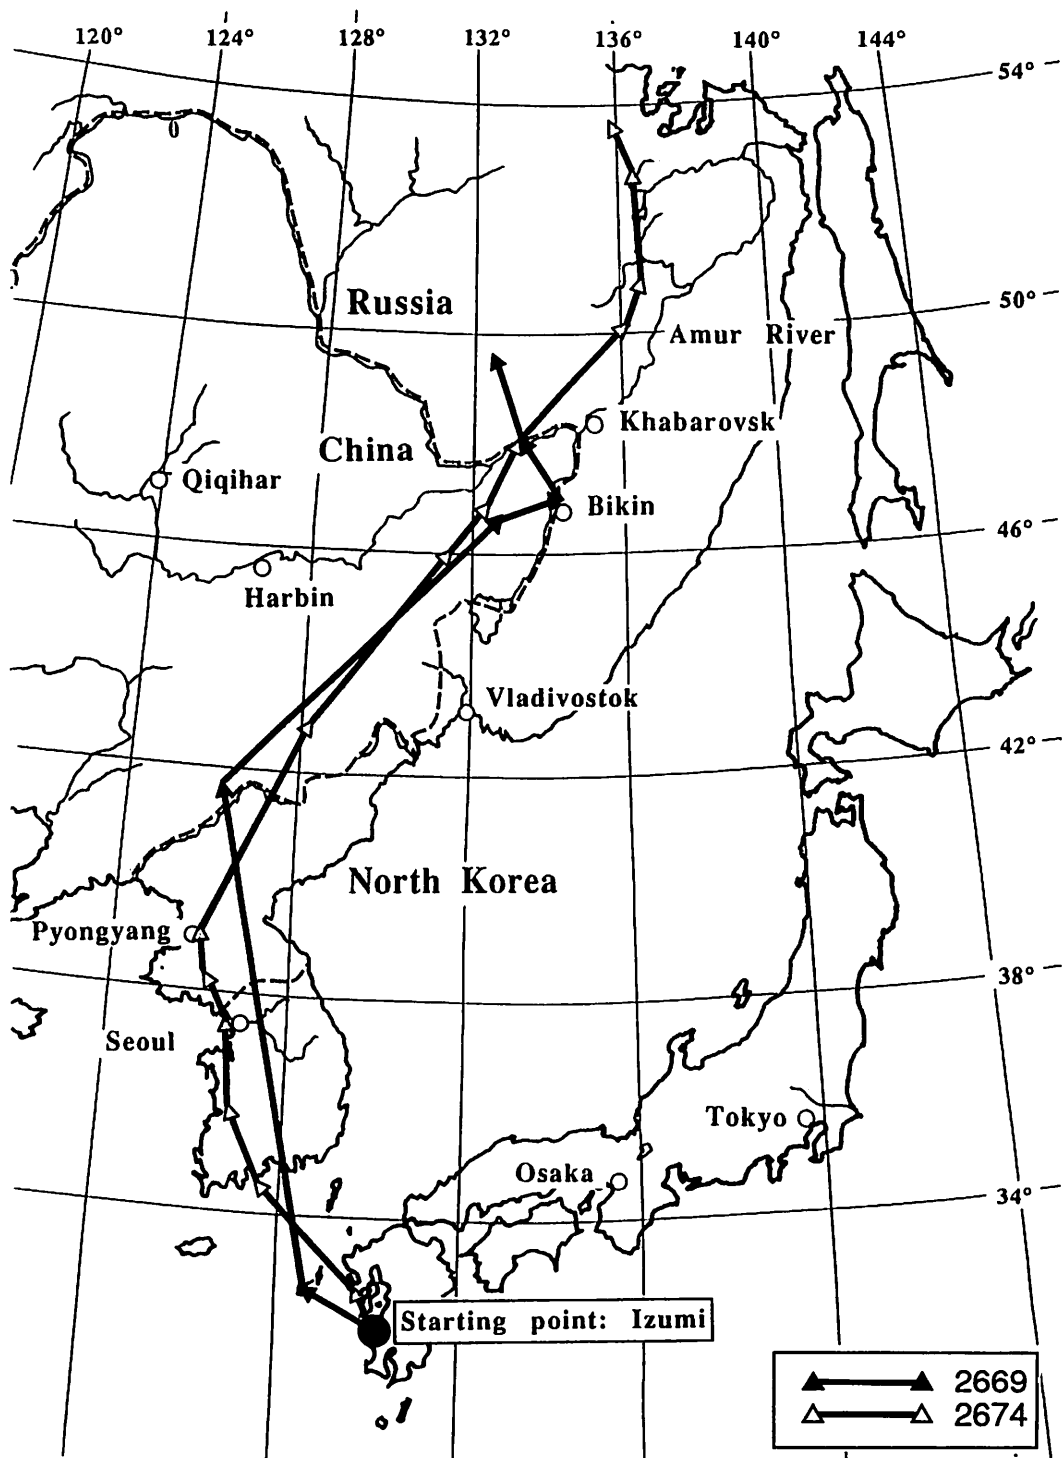 120° 124° 128° 132° 136° 140° 144°
54°
Russia
50°
Amur River
Khabarovsk
China
Qiqihar
Bikin
46°
Harbin
Vladivostok
42°
North Korea
Pyongyang
38°
Seoul
Tokyo
Osaka
34°
Starting point: Izumi
2669
2674